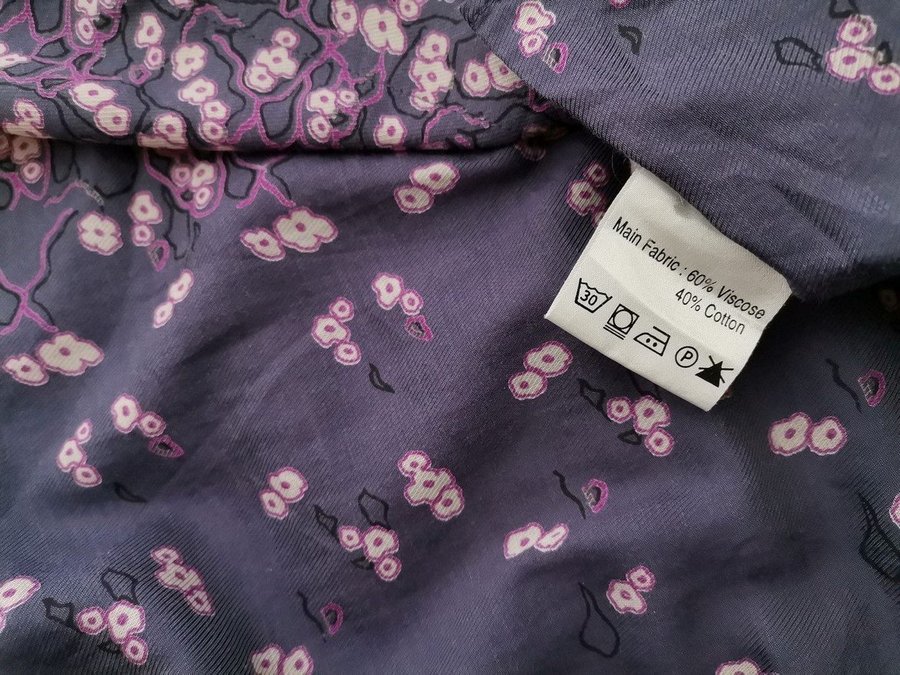 Main Fabric : 60% Viscose
40% Cotton
30
P